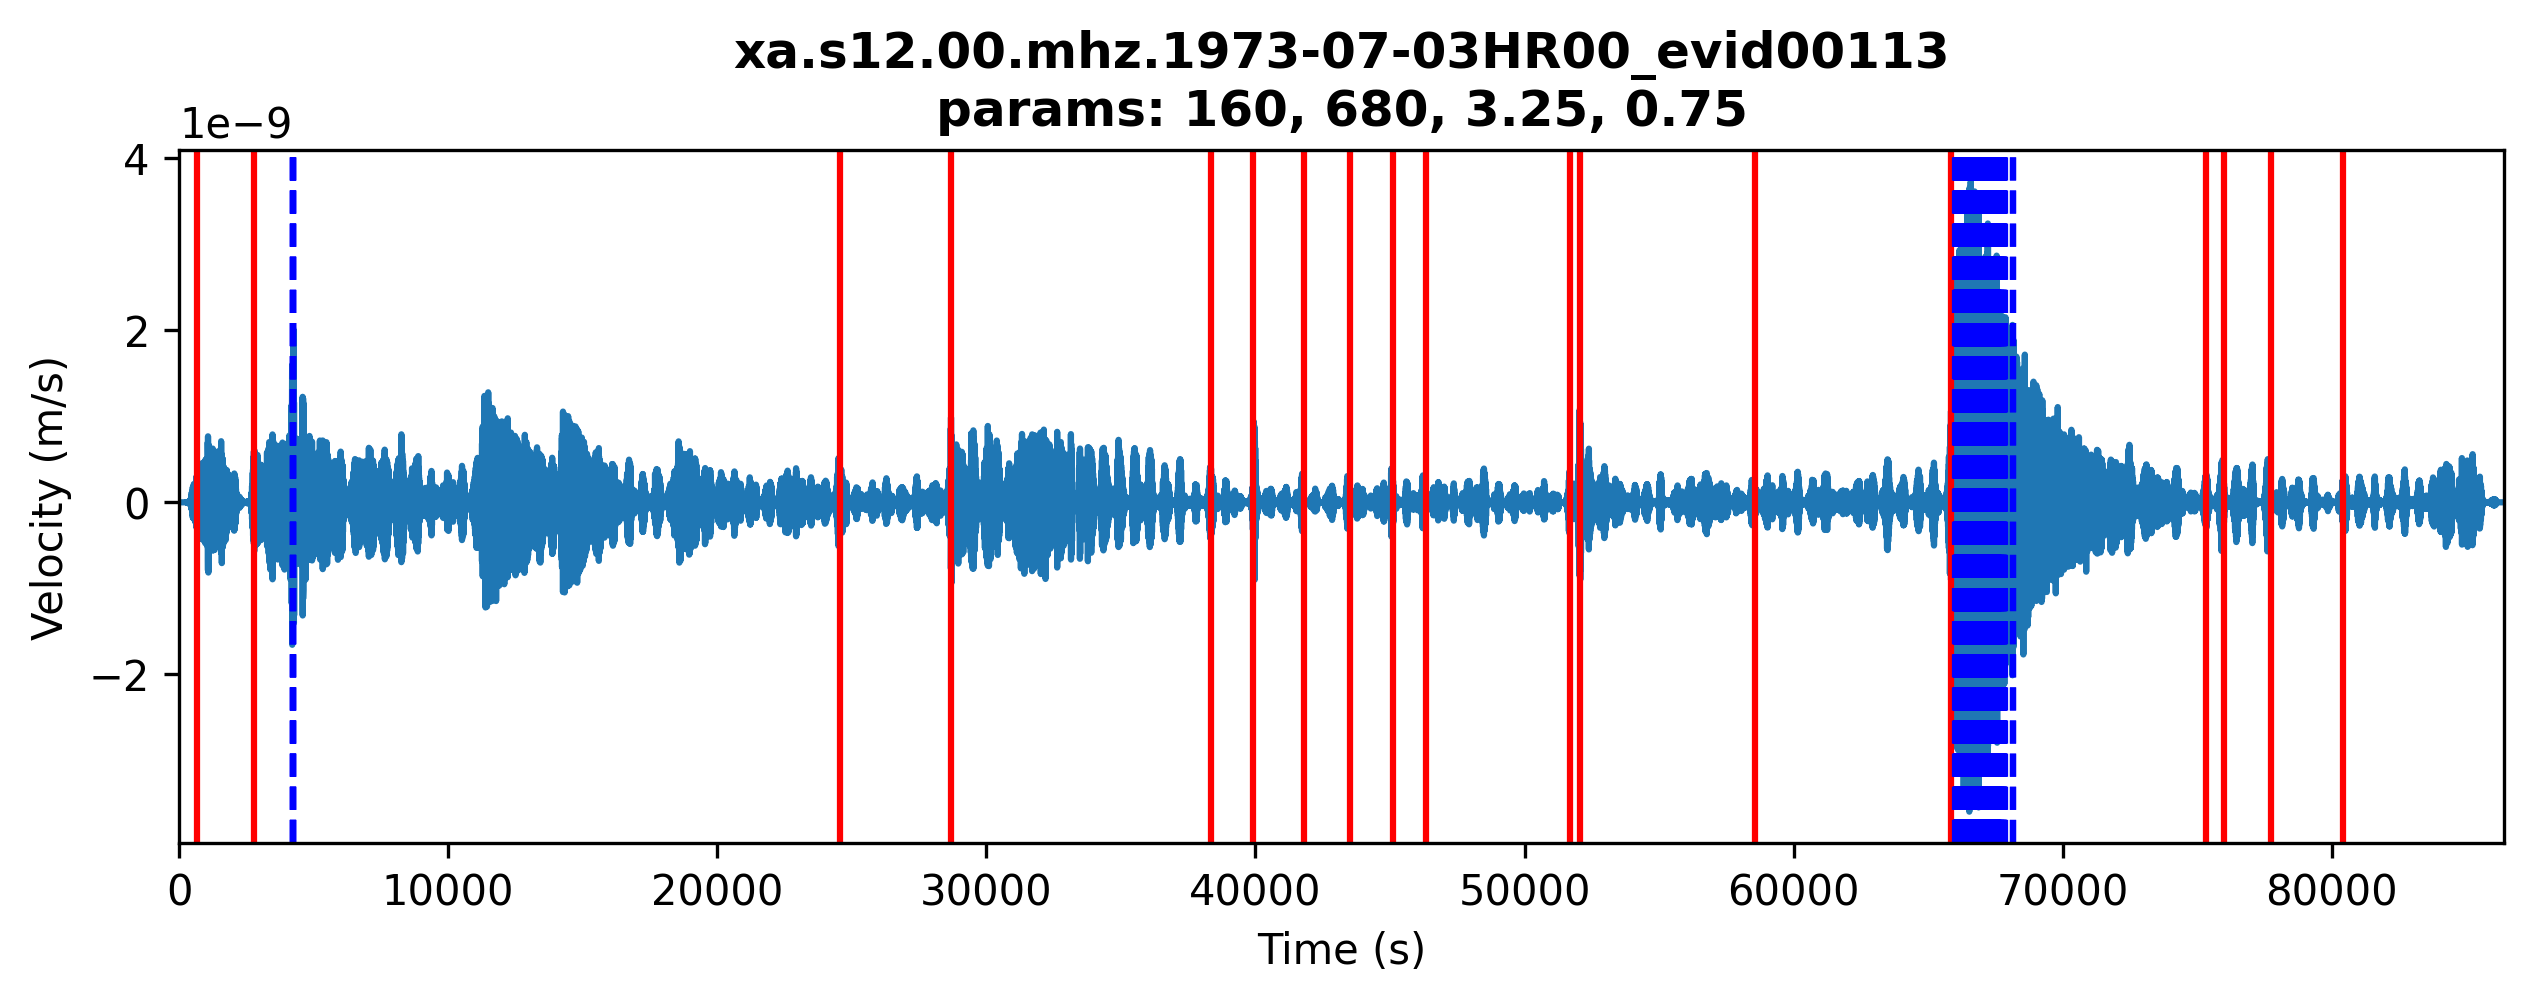 xa.s12.00.mhz.1973-07-03HR00_evid00113
params: 160, 680, 3.25, 0.75
1e−9
4
2
0
−2
Velocity (m/s)
0 10000 20000 30000 40000 50000 60000 70000 80000
Time (s)